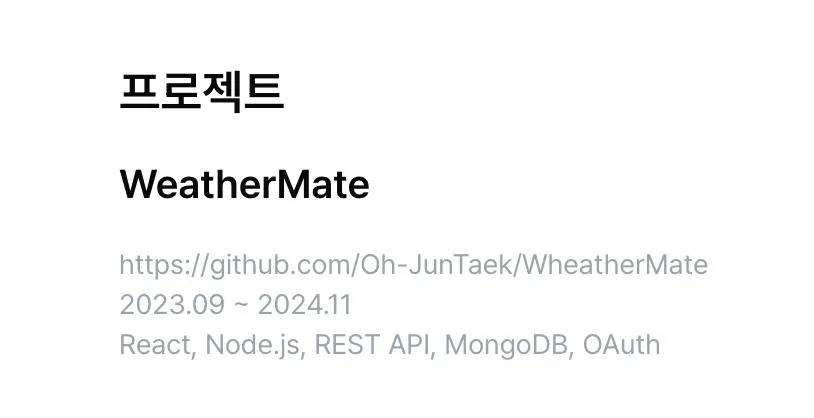 프로젝트
WeatherMate
https://github.com/Oh-JunTaek/WheatherMate
2023.09 ~ 2024.11
React, Node.js, REST API, MongoDB, OAuth